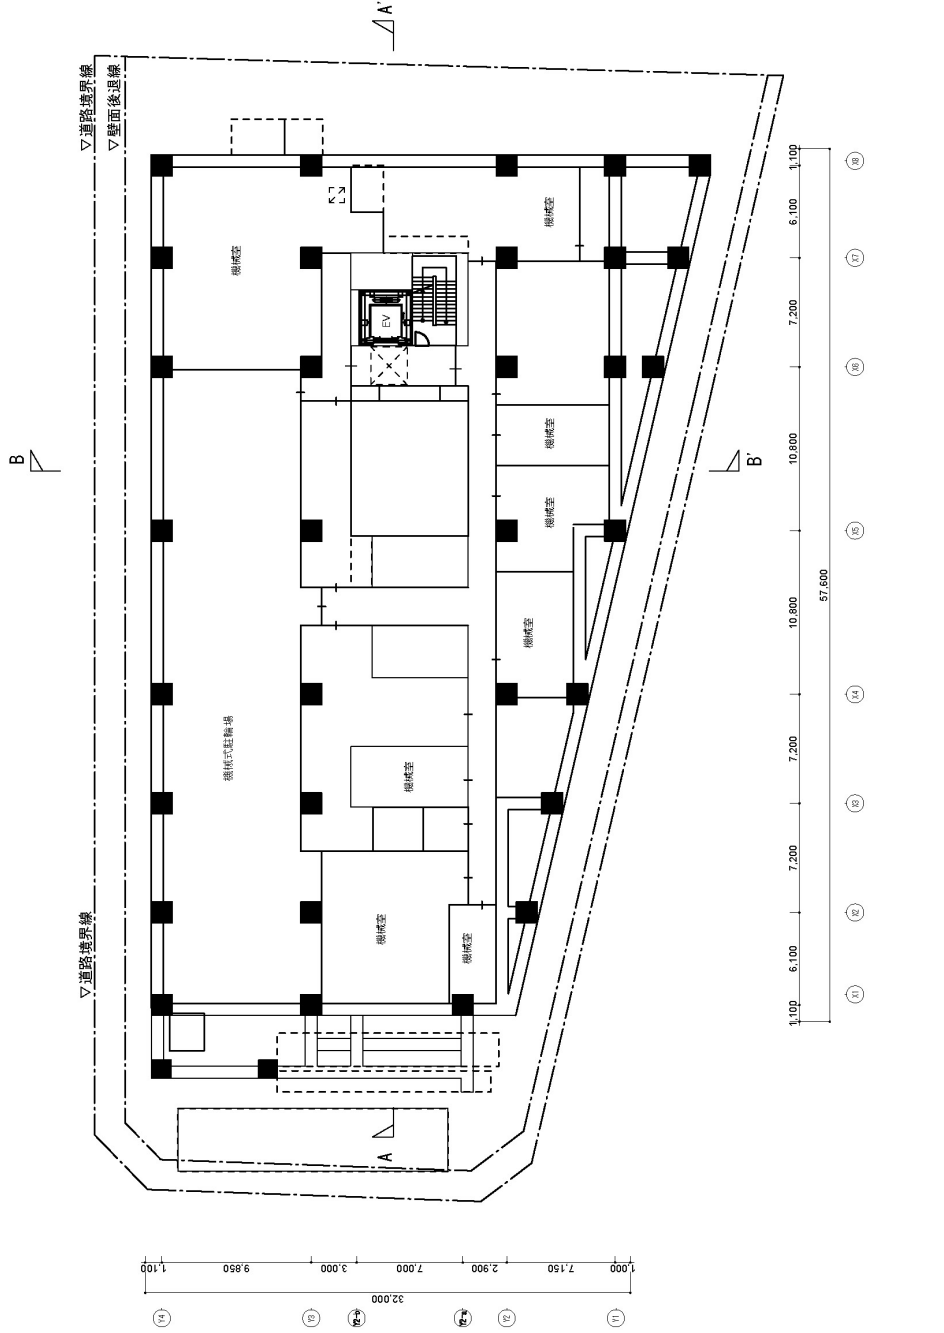 A'
▽道路境界線
▽壁面後退線
機械室
機械室
EV
機械室
機械室
機械室
機械式駐輪場
機械室
機械室
機械室
▽道路境界線
B
B'
A
1,100
6,100
7,200
10,800
10,800
7,200
7,200
6,100
1,100
57,600
X8
X7
X6
X5
X4
X3
X2
X1
1,100
9,850
3,000
7,000
2,900
7,150
1,000
32,000
Y4
Y3
Y2-b
Y2-a
Y2
Y1